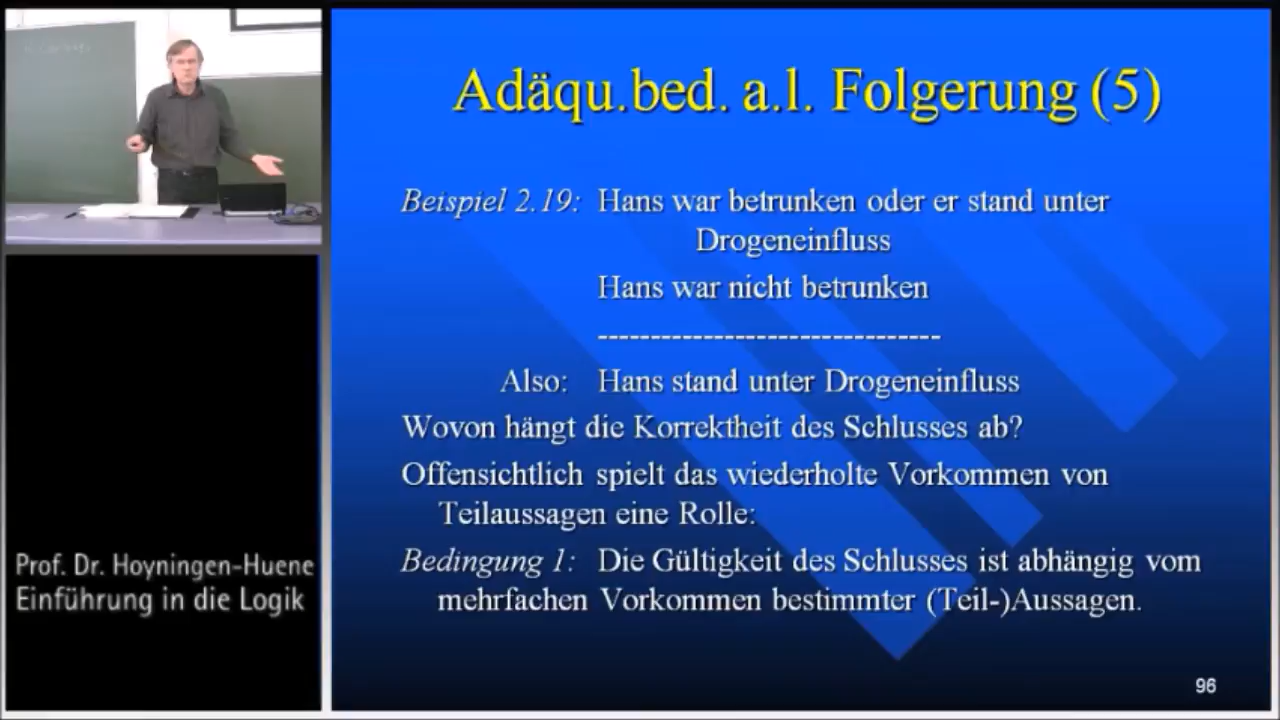 Adäqu.bed. a.l. Folgerung (5)
Beispiel 2.19: Hans war betrunken oder er stand unter
Drogeneinfluss
Hans war nicht betrunken
-------------------------------
Also: Hans stand unter Drogeneinfluss
Wovon hängt die Korrektheit des Schlusses ab?
Offensichtlich spielt das wiederholte Vorkommen von
Teilaussagen eine Rolle:
Bedingung 1: Die Gültigkeit des Schlusses ist abhängig vom
mehrfachen Vorkommen bestimmter (Teil-)Aussagen.
96
Prof. Dr. Hoyningen-Huene
Einführung in die Logik